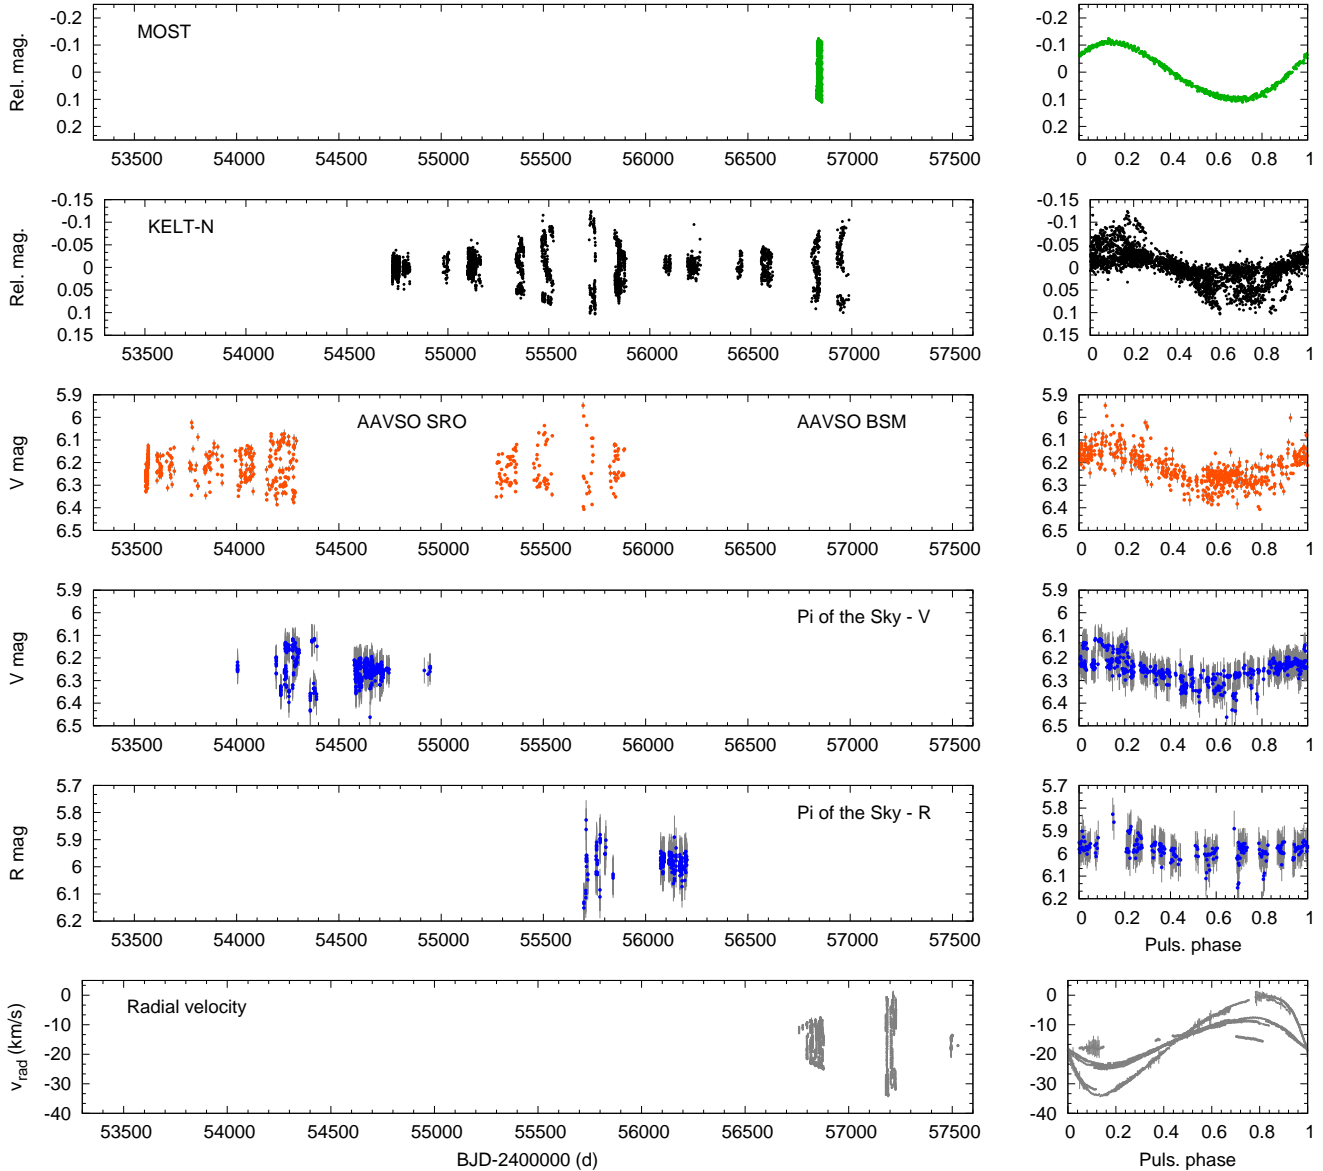 -0.2
-0.1
0
0.1
0.2
Rel. mag.
MOST
53500 54000 54500 55000 55500 56000 56500 57000 57500
-0.2
-0.1
0
0.1
0.2
0 0.2 0.4 0.6 0.8 1
-0.15
-0.1
-0.05
0
0.05
0.1
0.15
Rel. mag.
KELT-N
53500 54000 54500 55000 55500 56000 56500 57000 57500
-0.15
-0.1
-0.05
0
0.05
0.1
0.15
0 0.2 0.4 0.6 0.8 1
5.9
6
6.1
6.2
6.3
6.4
6.5
V mag
AAVSO SRO AAVSO BSM
53500 54000 54500 55000 55500 56000 56500 57000 57500
5.9
6
6.1
6.2
6.3
6.4
6.5
0 0.2 0.4 0.6 0.8 1
5.9
6
6.1
6.2
6.3
6.4
6.5
V mag
Pi of the Sky - V
53500 54000 54500 55000 55500 56000 56500 57000 57500
5.9
6
6.1
6.2
6.3
6.4
6.5
0 0.2 0.4 0.6 0.8 1
5.7
5.8
5.9
6
6.1
6.2
R mag
Pi of the Sky - R
53500 54000 54500 55000 55500 56000 56500 57000 57500
5.7
5.8
5.9
6
6.1
6.2
0 0.2 0.4 0.6 0.8 1
Puls. phase
0
-10
-20
-30
-40
v_rad (km/s)
Radial velocity
53500 54000 54500 55000 55500 56000 56500 57000 57500
BJD-2400000 (d)
0
-10
-20
-30
-40
0 0.2 0.4 0.6 0.8 1
Puls. phase